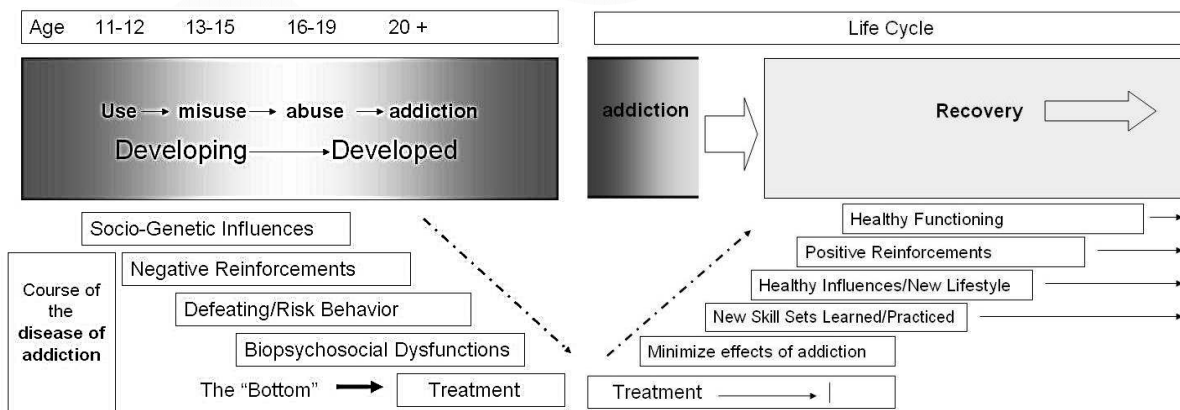 Age 11-12 13-15 16-19 20 +
Life Cycle
Use misuse abuse addiction
Developing Developed
addiction
Recovery
Socio-Genetic Influences
Negative Reinforcements
Defeating/Risk Behavior
Biopsychosocial Dysfunctions
The “Bottom” Treatment
Course of
the
disease of
addiction
Healthy Functioning
Positive Reinforcements
Healthy Influences/New Lifestyle
New Skill Sets Learned/Practiced
Minimize effects of addiction
Treatment